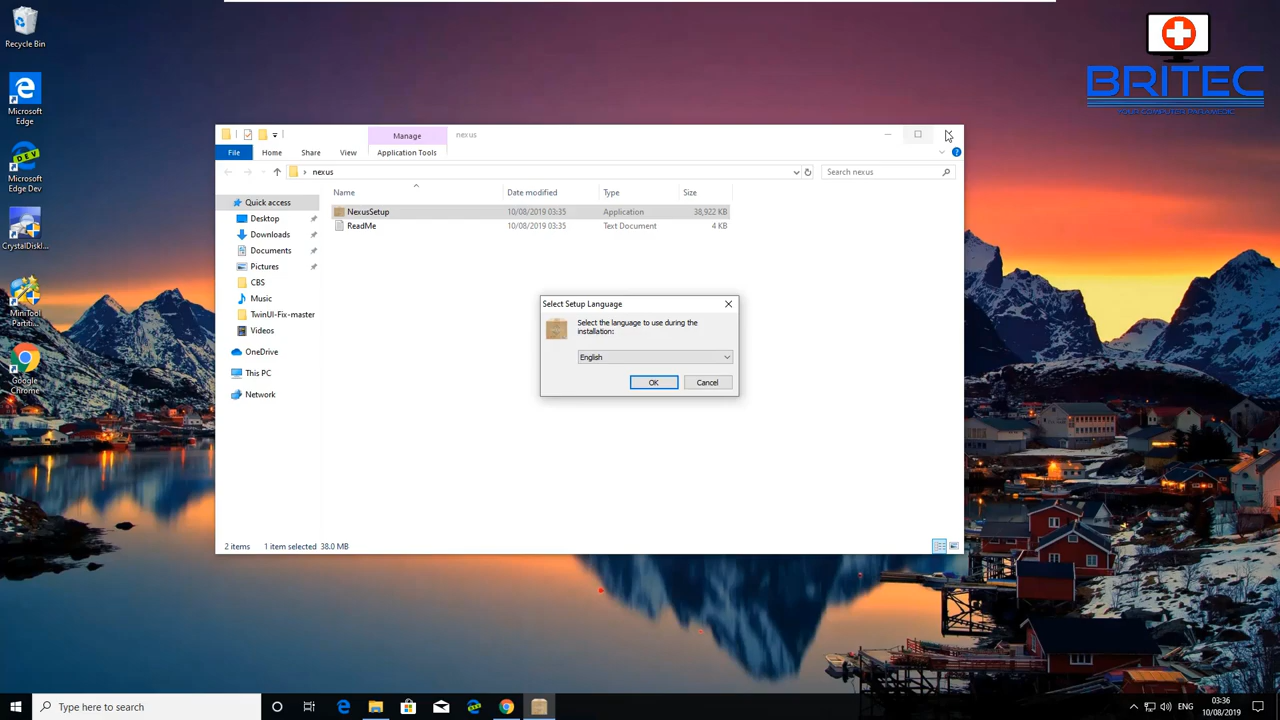 Recycle Bin
Microsoft
Edge
Microsoft
Edge Dev
CrystalDiskI...
MiniTool
Partiti...
Google
Chrome
BRITEC
Manage
nexus
File
Home
Share
View
Application Tools
nexus
Search nexus
Name
Date modified
Type
Size
NexusSetup
10/08/2019 03:35
Application
38,922 KB
ReadMe
10/08/2019 03:35
Text Document
4 KB
Quick access
Desktop
Downloads
Documents
Pictures
CBS
Music
TwinUI-Fix-master
Videos
OneDrive
This PC
Network
Select Setup Language
Select the language to use during the
installation:
English
OK
Cancel
2 items
1 item selected 38.0 MB
Type here to search
ENG
03:36
10/08/2019